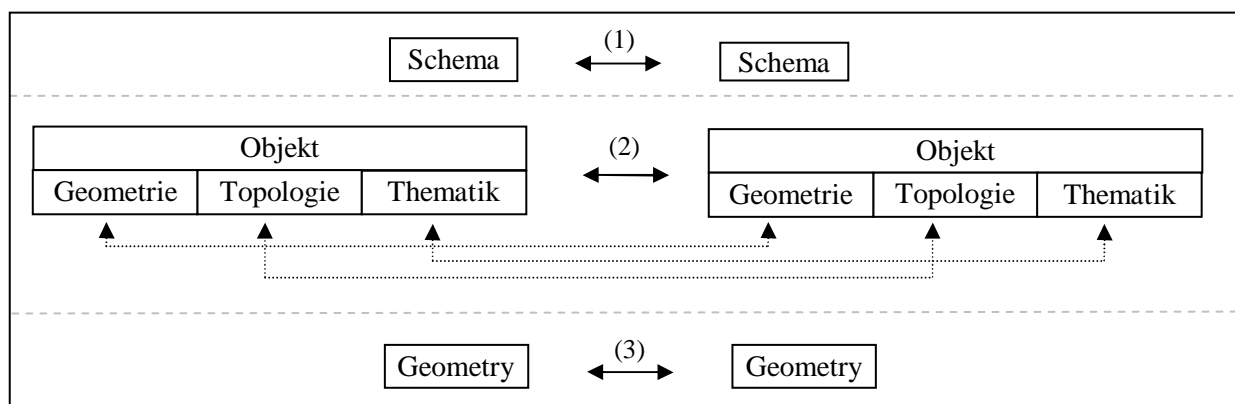 (1)
Schema Schema
(2)
Objekt Objekt
Geometrie Topologie Thematik Geometrie Topologie Thematik
(3)
Geometry Geometry